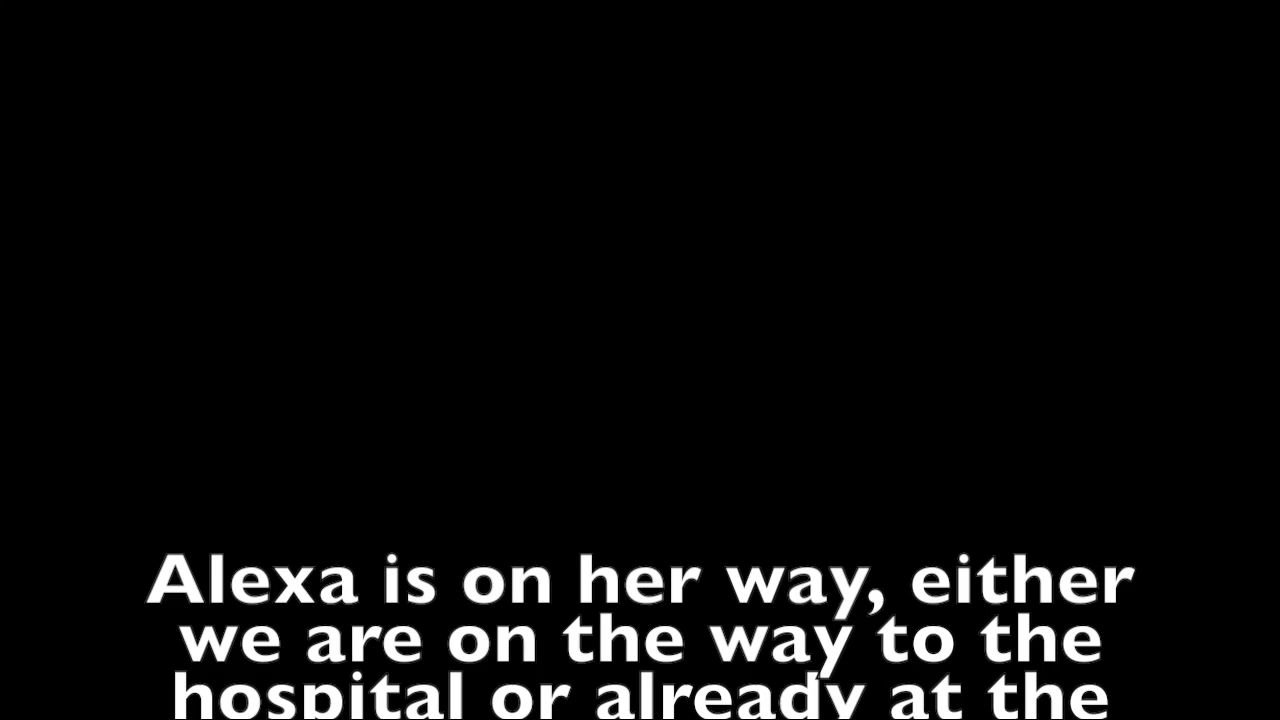 Alexa is on her way, either
we are on the way to the
hospital or already at the